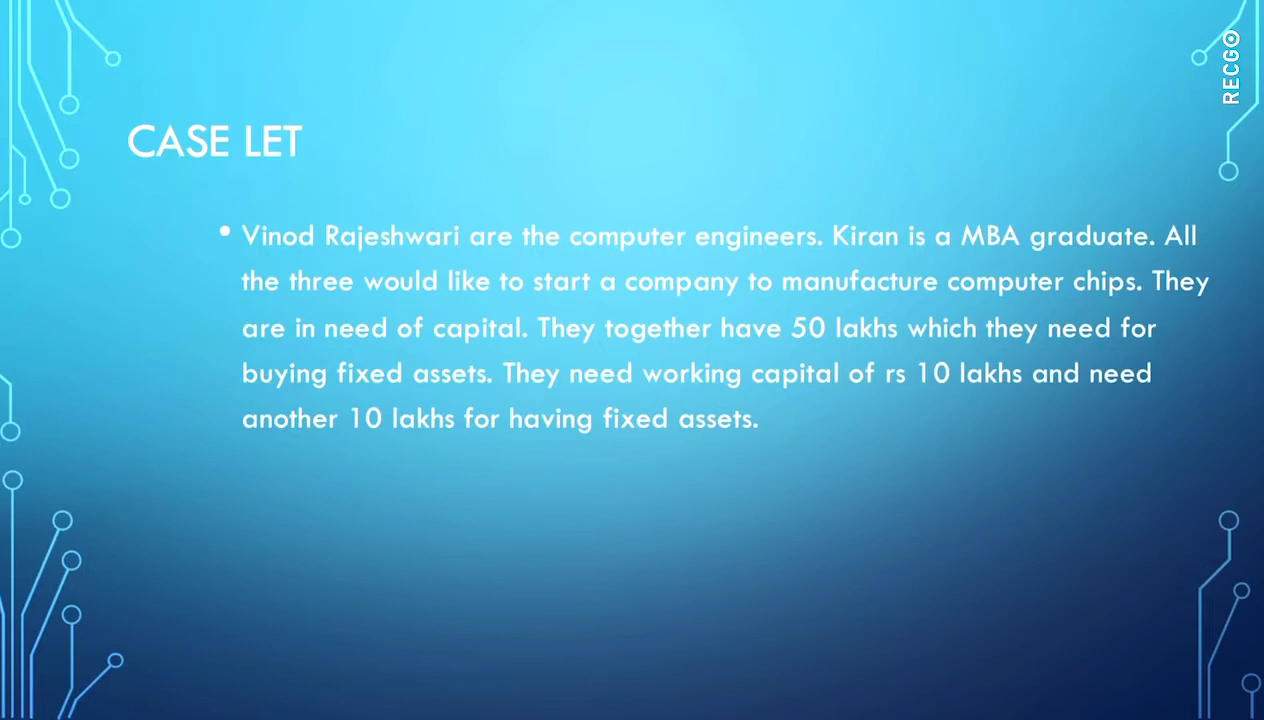 RECGO
CASE LET
• Vinod Rajeshwari are the computer engineers. Kiran is a MBA graduate. All
the three would like to start a company to manufacture computer chips. They
are in need of capital. They together have 50 lakhs which they need for
buying fixed assets. They need working capital of rs 10 lakhs and need
another 10 lakhs for having fixed assets.